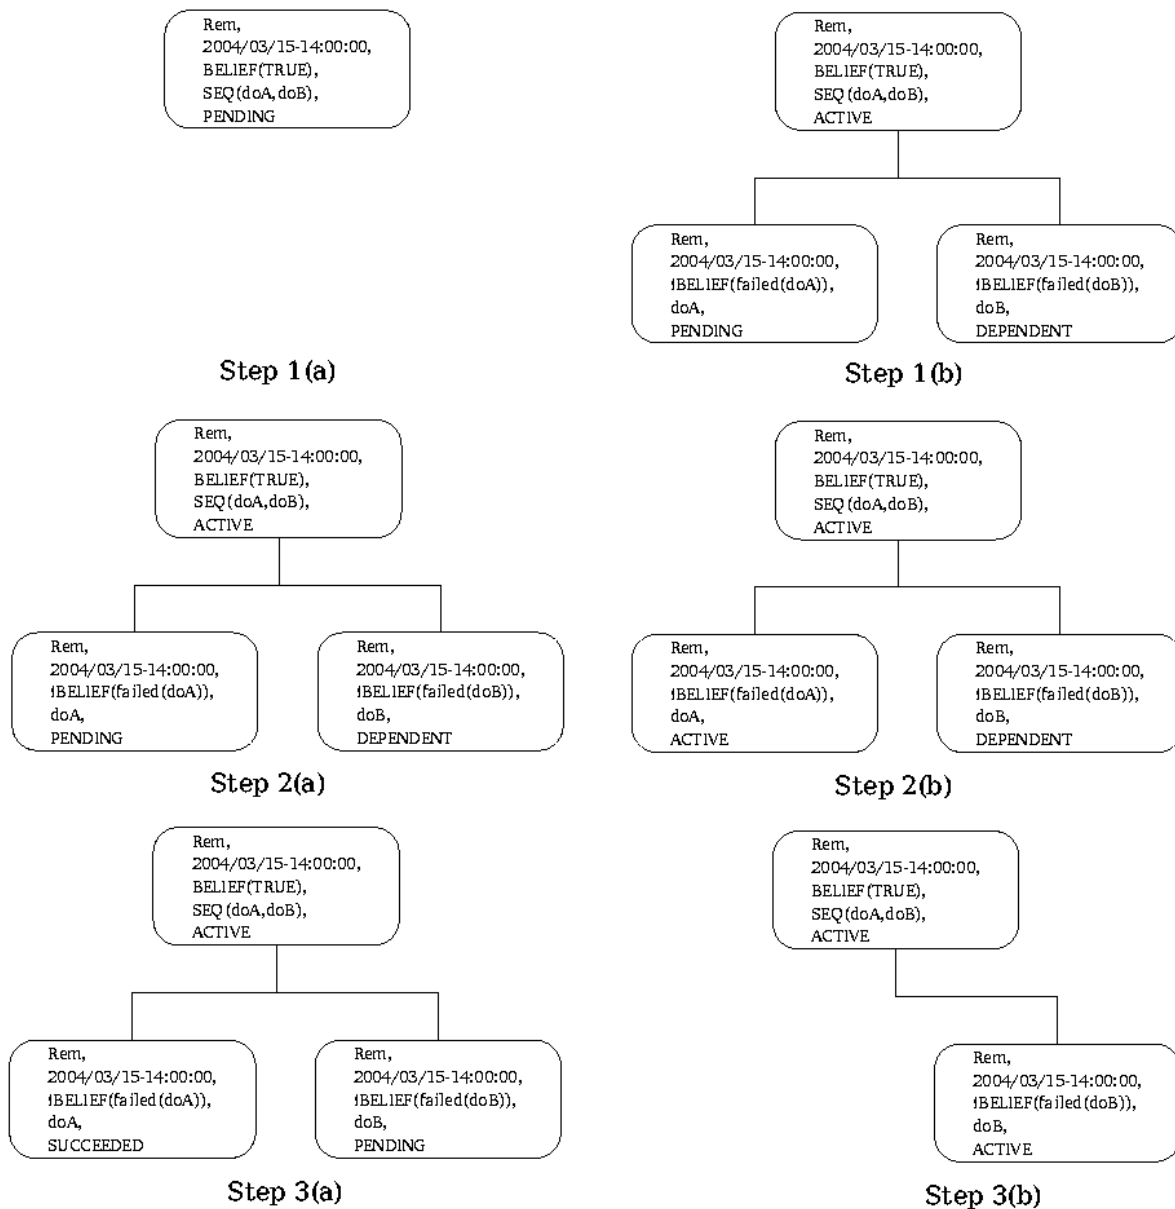 Rem,
2004/03/15-14:00:00,
BELIEF(TRUE),
SEQ(doA,doB),
PENDING
Step 1(a)
Rem,
2004/03/15-14:00:00,
BELIEF(TRUE),
SEQ(doA,doB),
ACTIVE
Rem,
2004/03/15-14:00:00,
!BELIEF(failed(doA)),
doA,
PENDING
Rem,
2004/03/15-14:00:00,
!BELIEF(failed(doB)),
doB,
DEPENDENT
Step 1(b)
Rem,
2004/03/15-14:00:00,
BELIEF(TRUE),
SEQ(doA,doB),
ACTIVE
Rem,
2004/03/15-14:00:00,
!BELIEF(failed(doA)),
doA,
PENDING
Rem,
2004/03/15-14:00:00,
!BELIEF(failed(doB)),
doB,
DEPENDENT
Step 2(a)
Rem,
2004/03/15-14:00:00,
BELIEF(TRUE),
SEQ(doA,doB),
ACTIVE
Rem,
2004/03/15-14:00:00,
!BELIEF(failed(doA)),
doA,
ACTIVE
Rem,
2004/03/15-14:00:00,
!BELIEF(failed(doB)),
doB,
DEPENDENT
Step 2(b)
Rem,
2004/03/15-14:00:00,
BELIEF(TRUE),
SEQ(doA,doB),
ACTIVE
Rem,
2004/03/15-14:00:00,
!BELIEF(failed(doA)),
doA,
SUCCEEDED
Rem,
2004/03/15-14:00:00,
!BELIEF(failed(doB)),
doB,
PENDING
Step 3(a)
Rem,
2004/03/15-14:00:00,
BELIEF(TRUE),
SEQ(doA,doB),
ACTIVE
Rem,
2004/03/15-14:00:00,
!BELIEF(failed(doB)),
doB,
ACTIVE
Step 3(b)